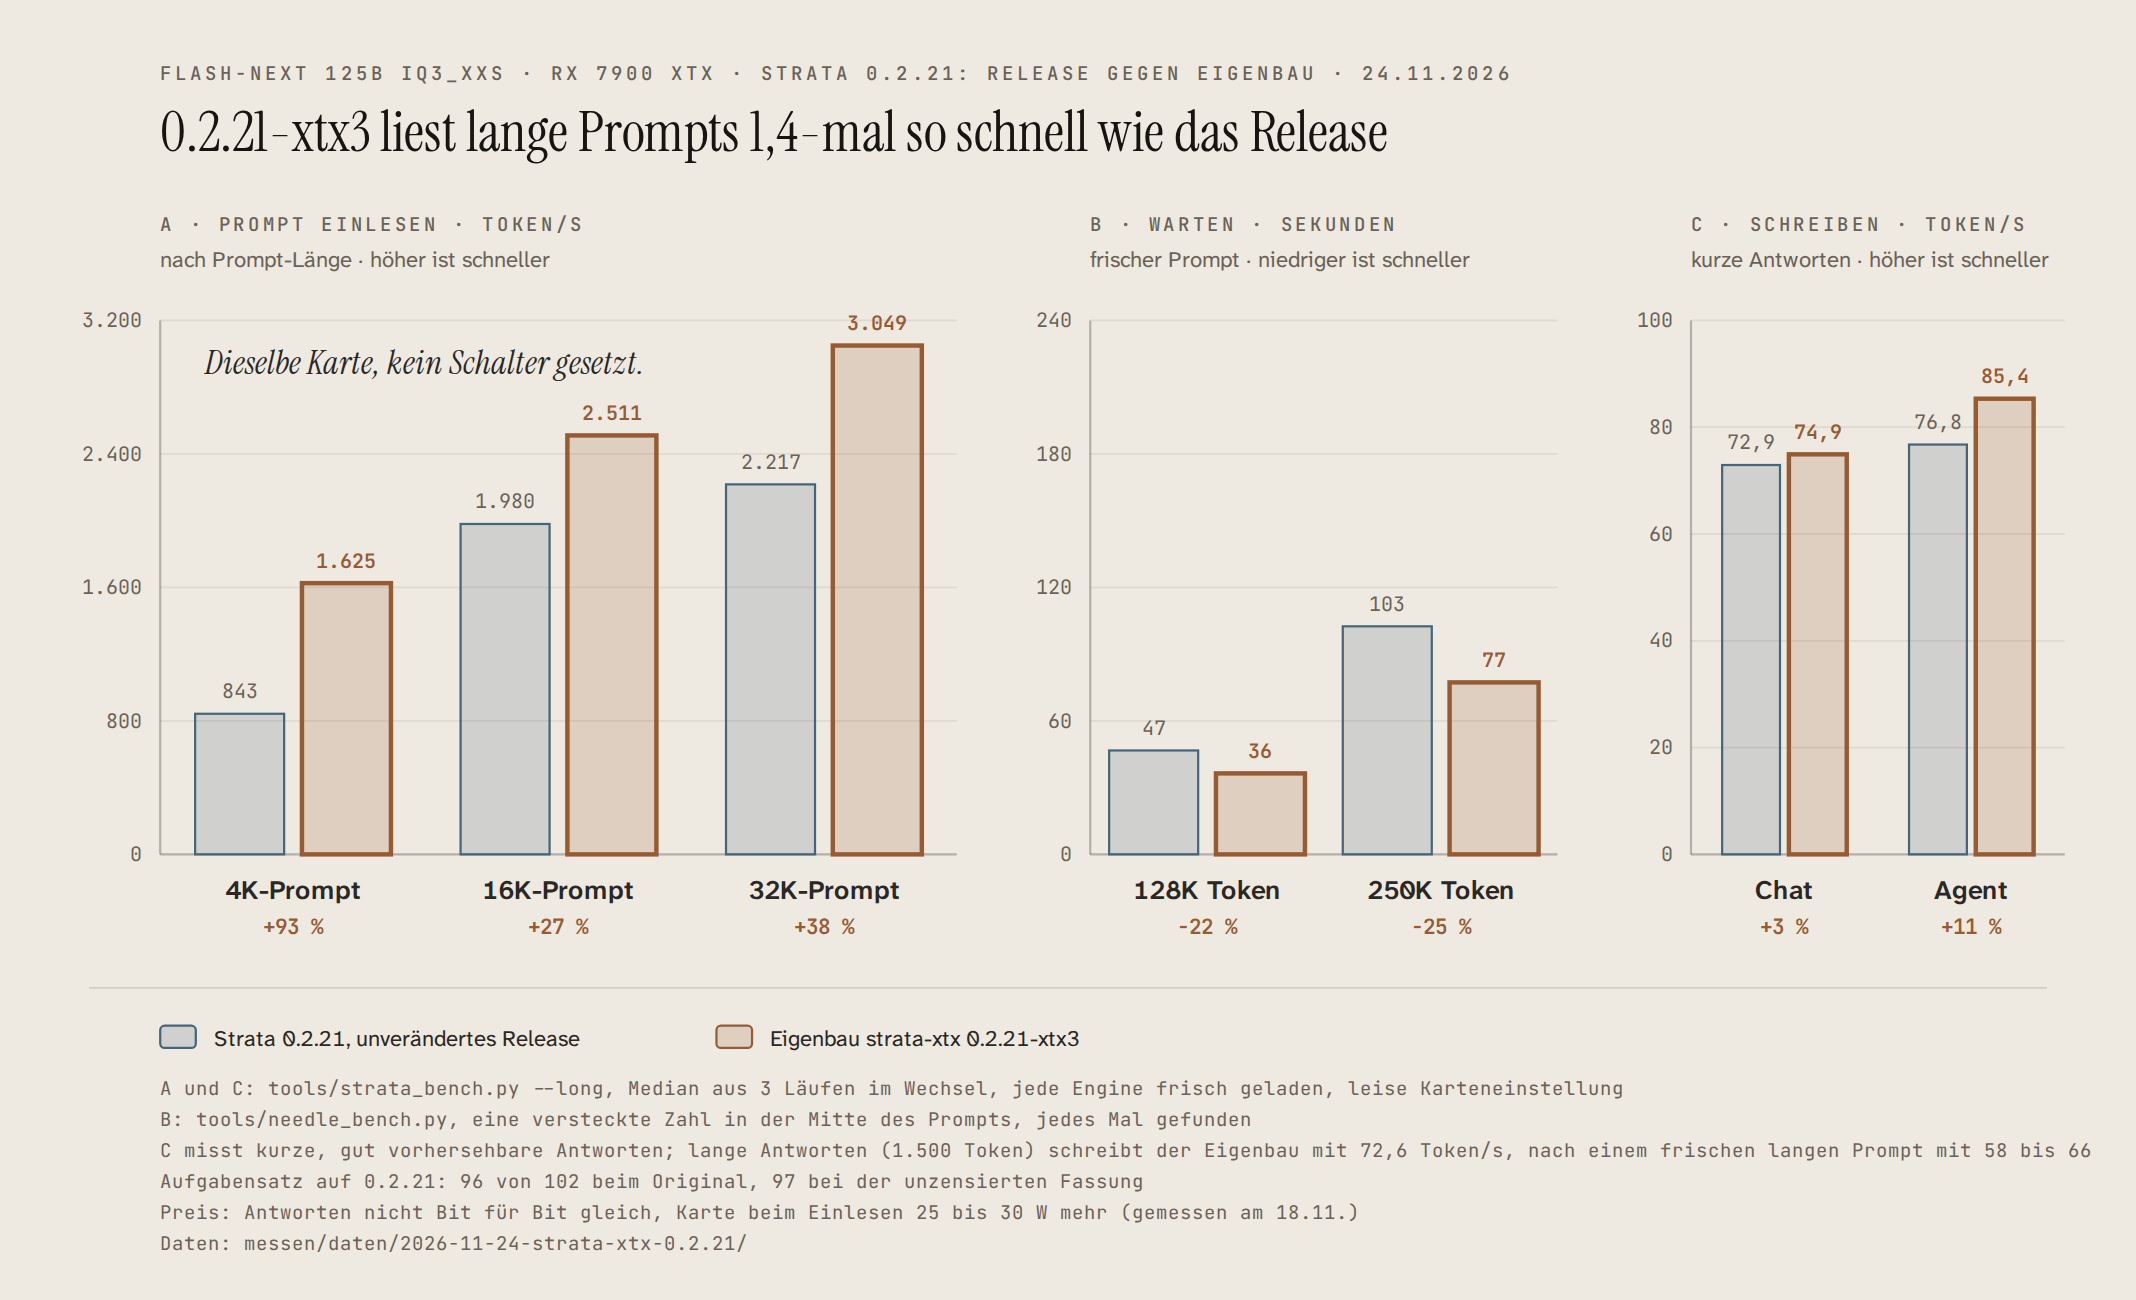 FLASH-NEXT 125B IQ3_XXS · RX 7900 XTX · STRATA 0.2.21: RELEASE GEGEN EIGENBAU · 24.11.2026
0.2.21-xtx3 liest lange Prompts 1,4-mal so schnell wie das Release
A · PROMPT EINLESEN · TOKEN/S
nach Prompt-Länge · höher ist schneller
3.200
2.400
1.600
800
0
Dieselbe Karte, kein Schalter gesetzt.
843
1.625
1.980
2.511
2.217
3.049
4K-Prompt
+93 %
16K-Prompt
+27 %
32K-Prompt
+38 %
B · WARTEN · SEKUNDEN
frischer Prompt · niedriger ist schneller
240
180
120
60
0
47
36
103
77
128K Token
-22 %
250K Token
-25 %
C · SCHREIBEN · TOKEN/S
kurze Antworten · höher ist schneller
100
80
60
40
20
0
72,9
74,9
76,8
85,4
Chat
+3 %
Agent
+11 %
Strata 0.2.21, unverändertes Release
Eigenbau strata-xtx 0.2.21-xtx3
A und C: tools/strata_bench.py --long, Median aus 3 Läufen im Wechsel, jede Engine frisch geladen, leise Karteneinstellung
B: tools/needle_bench.py, eine versteckte Zahl in der Mitte des Prompts, jedes Mal gefunden
C misst kurze, gut vorhersehbare Antworten; lange Antworten (1.500 Token) schreibt der Eigenbau mit 72,6 Token/s, nach einem frischen langen Prompt mit 58 bis 66
Aufgabensatz auf 0.2.21: 96 von 102 beim Original, 97 bei der unzensierten Fassung
Preis: Antworten nicht Bit für Bit gleich, Karte beim Einlesen 25 bis 30 W mehr (gemessen am 18.11.)
Daten: messen/daten/2026-11-24-strata-xtx-0.2.21/